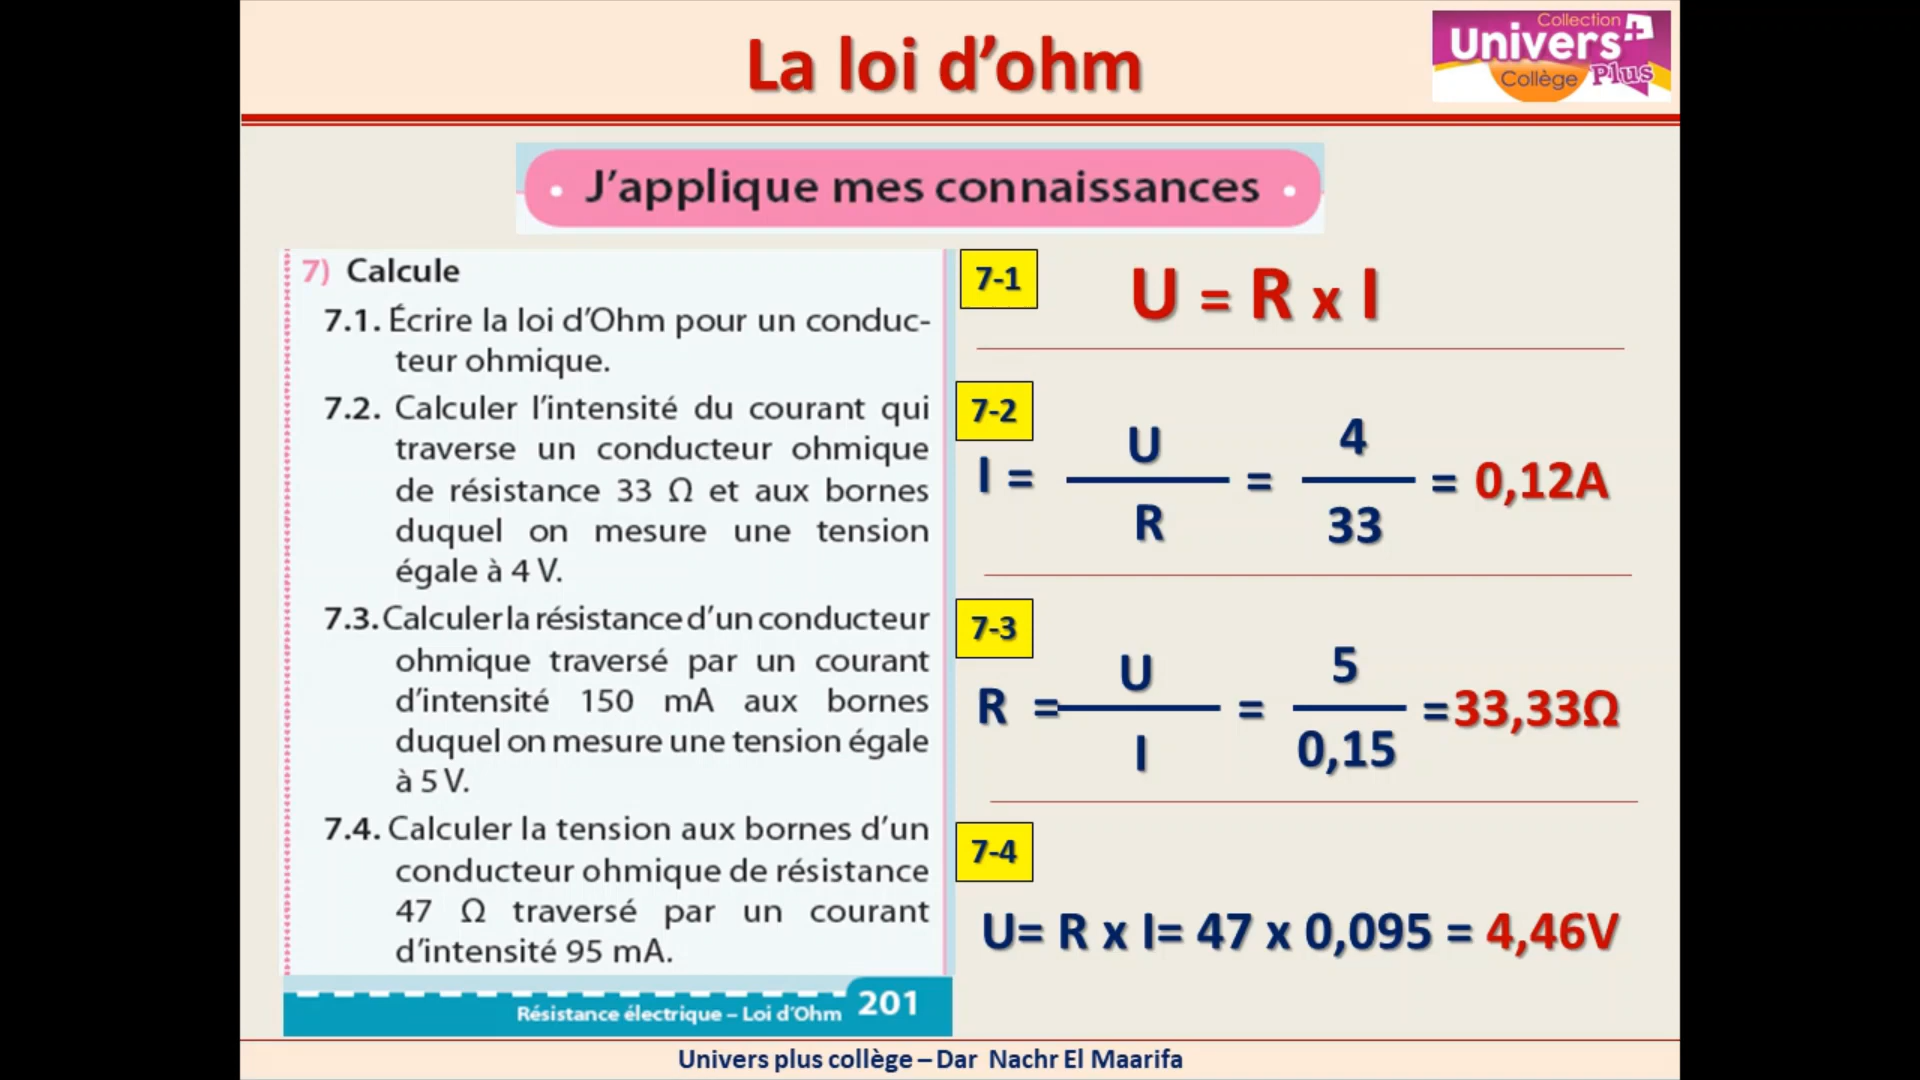 La loi d’ohm
Collection
Univers+
Collège Plus
• J’applique mes connaissances •
7) Calcule
7.1. Écrire la loi d’Ohm pour un conduc-
teur ohmique.
7.2. Calculer l’intensité du courant qui
traverse un conducteur ohmique
de résistance 33 Ω et aux bornes
duquel on mesure une tension
égale à 4 V.
7.3. Calculer la résistance d’un conducteur
ohmique traversé par un courant
d’intensité 150 mA aux bornes
duquel on mesure une tension égale
à 5 V.
7.4. Calculer la tension aux bornes d’un
conducteur ohmique de résistance
47 Ω traversé par un courant
d’intensité 95 mA.
Résistance électrique – Loi d’Ohm 201
7-1
U = R x I
7-2
U 4
I = = = 0,12A
R 33
7-3
U 5
R = = =33,33Ω
I 0,15
7-4
U= R x I= 47 x 0,095 = 4,46V
Univers plus collège – Dar Nachr El Maarifa